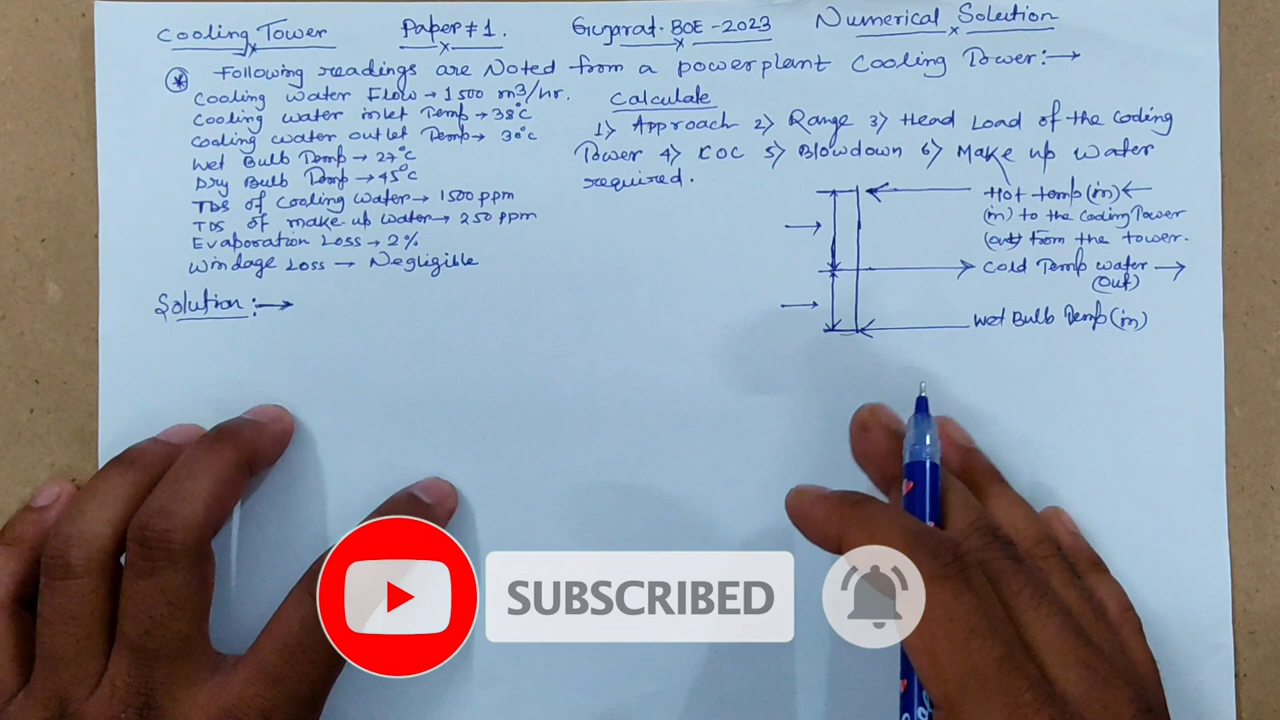 Cooling Tower Paper # 1. Gujarat. BOE - 2023 Numerical Solution
* Following readings are Noted from a powerplant Cooling Tower:→
Cooling Water Flow → 1500 m3/hr.
Cooling water inlet Temp → 38°C
Cooling water outlet Temp → 30°C
Wet Bulb Temp → 27°C
Dry Bulb Temp → 45°C
TDS of Cooling Water → 1500 ppm
TDS of make-up water → 250 ppm
Evaporation Loss → 2%
Windage Loss → Negligible
Calculate
1) Approach 2) Range 3) Head Load of the Cooling
Tower 4) COC 5) Blowdown 6) Make up water
required.
Hot temp (in) ←
(in) to the Cooling Tower
(out) from the tower.
Cold Temp water →
(Out)
Wet Bulb Temp (in)
Solution :→
SUBSCRIBED